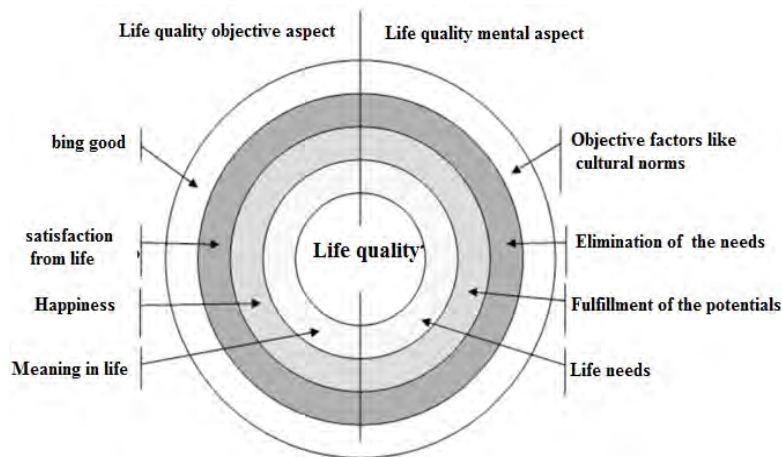 Life quality objective aspect
Life quality mental aspect
bing good
Objective factors like
cultural norms
satisfaction
from life
Life quality
Elimination of the needs
Happiness
Fulfillment of the potentials
Meaning in life
Life needs